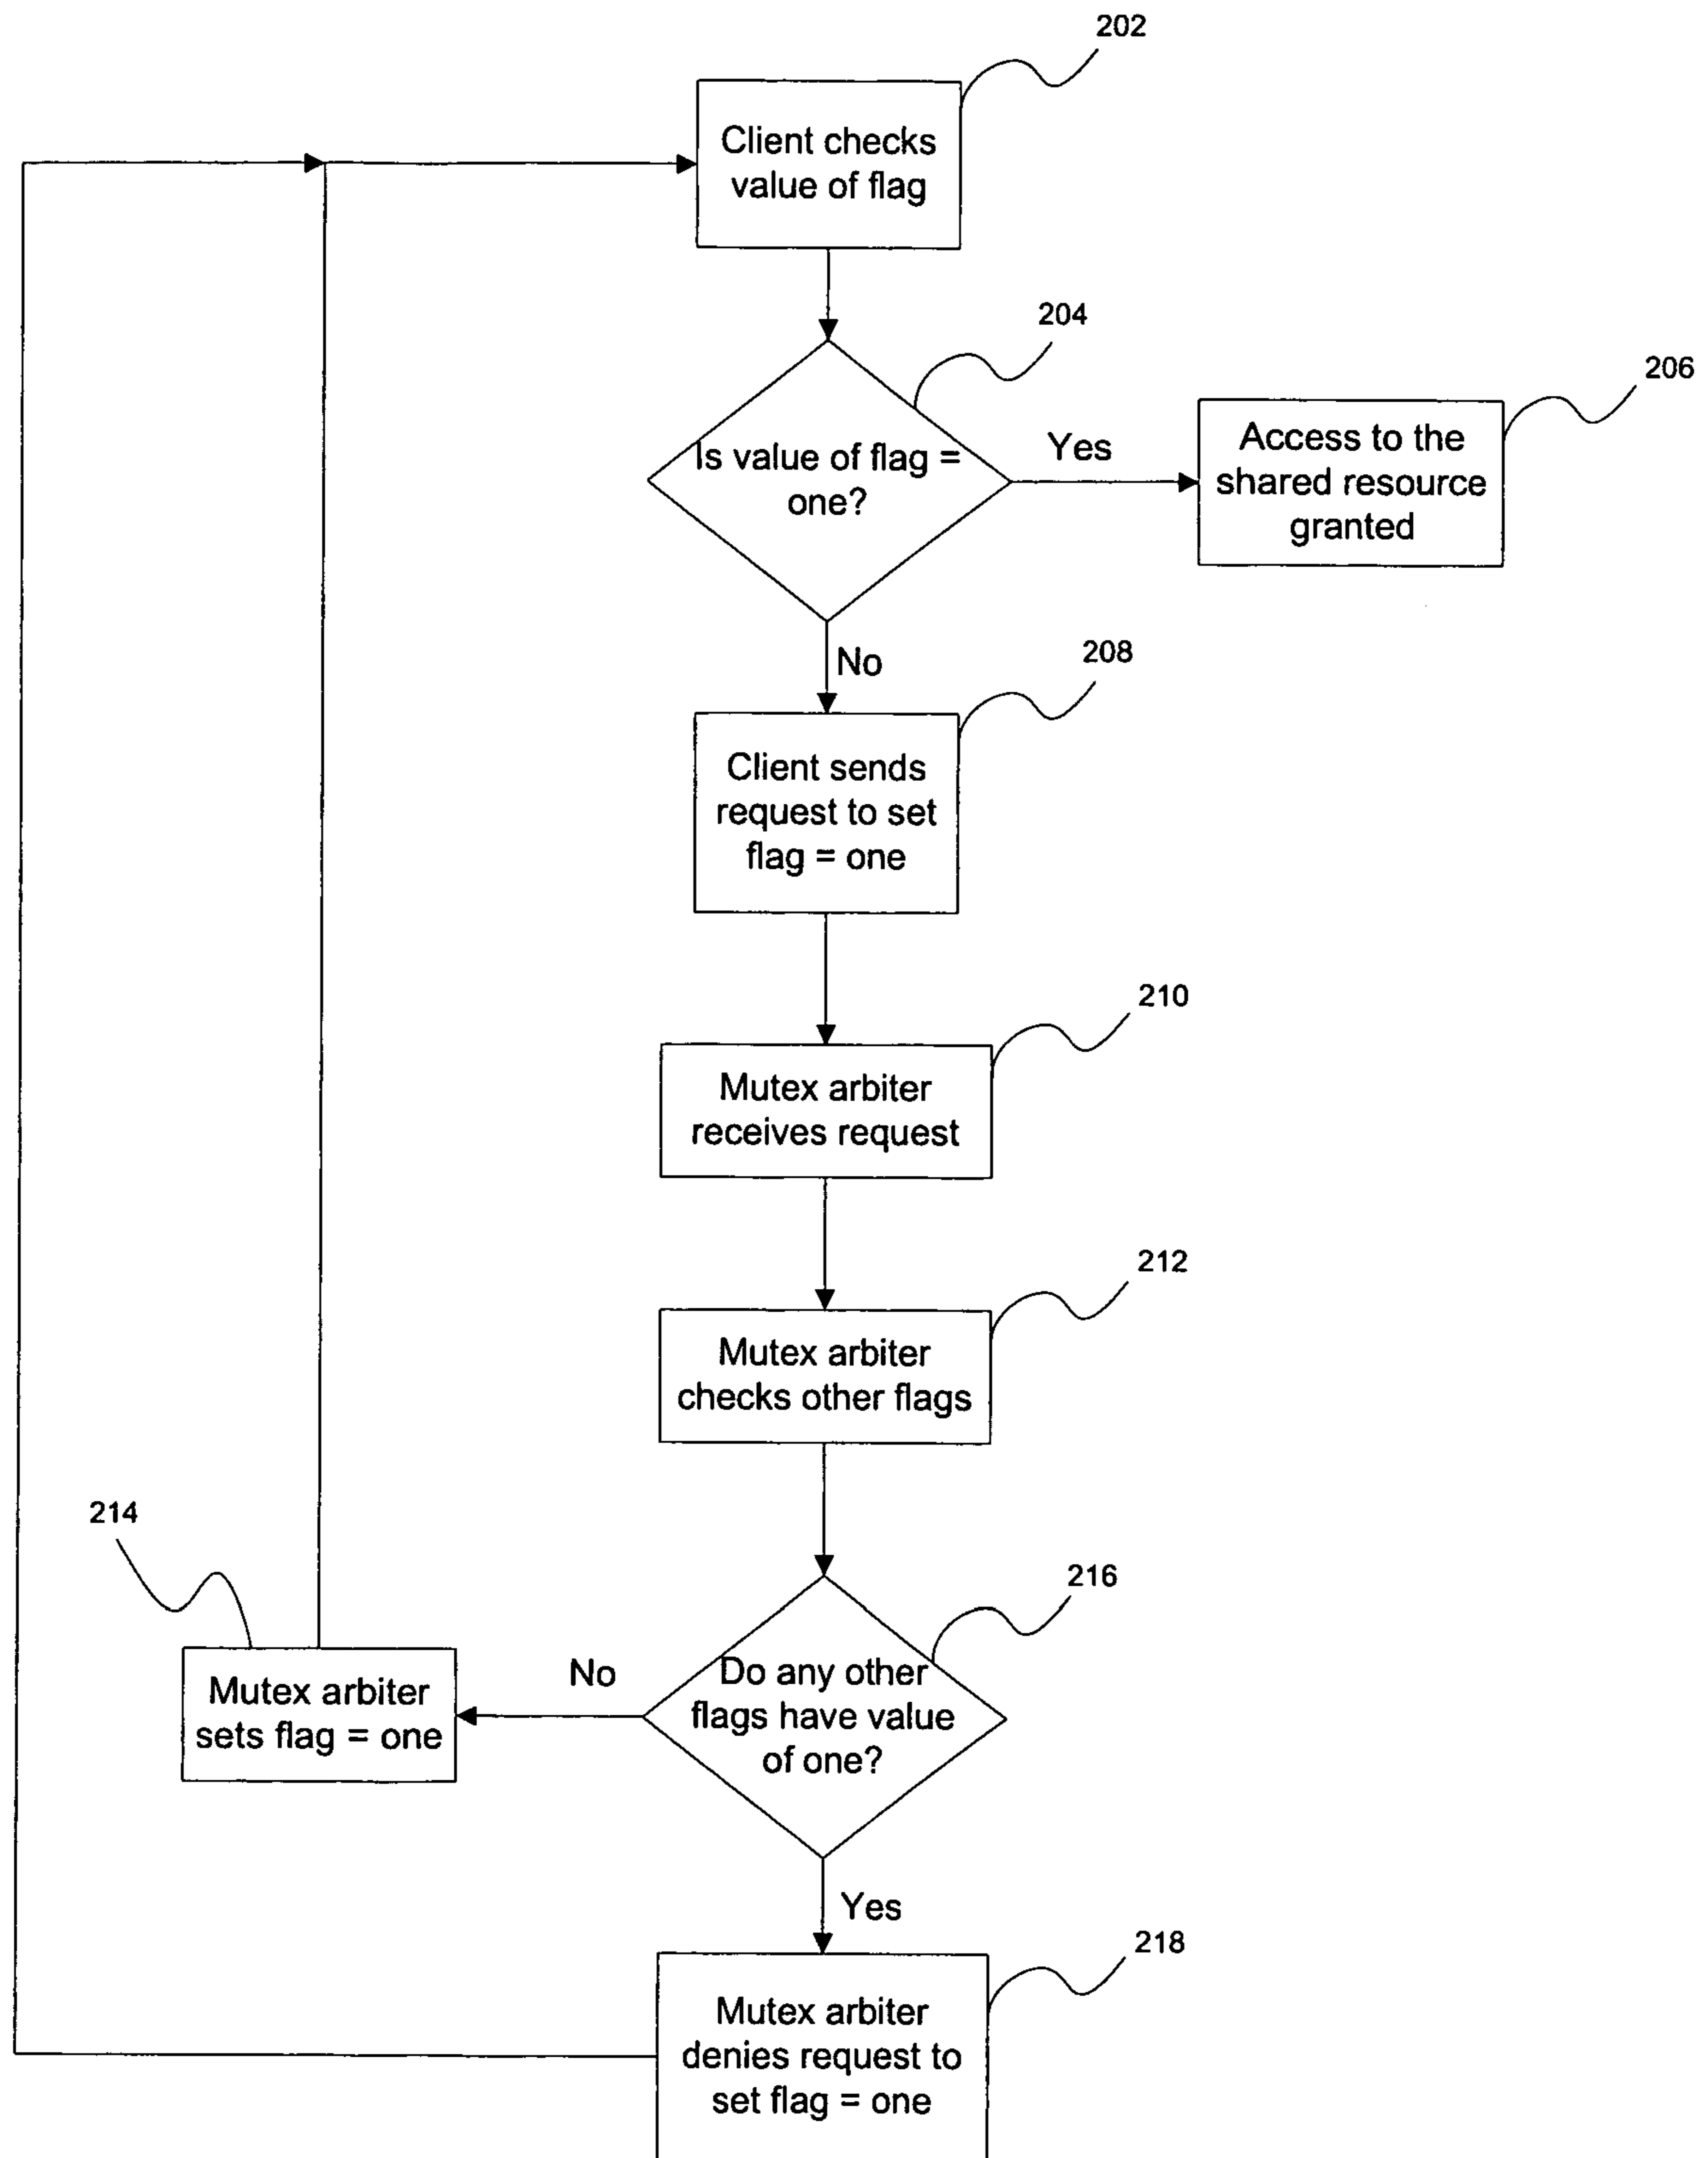 202
Client checks
value of flag
204
Is value of flag =
one?
Yes
206
Access to the
shared resource
granted
No
208
Client sends
request to set
flag = one
210
Mutex arbiter
receives request
212
Mutex arbiter
checks other flags
214
Mutex arbiter
sets flag = one
No
216
Do any other
flags have value
of one?
Yes
218
Mutex arbiter
denies request to
set flag = one